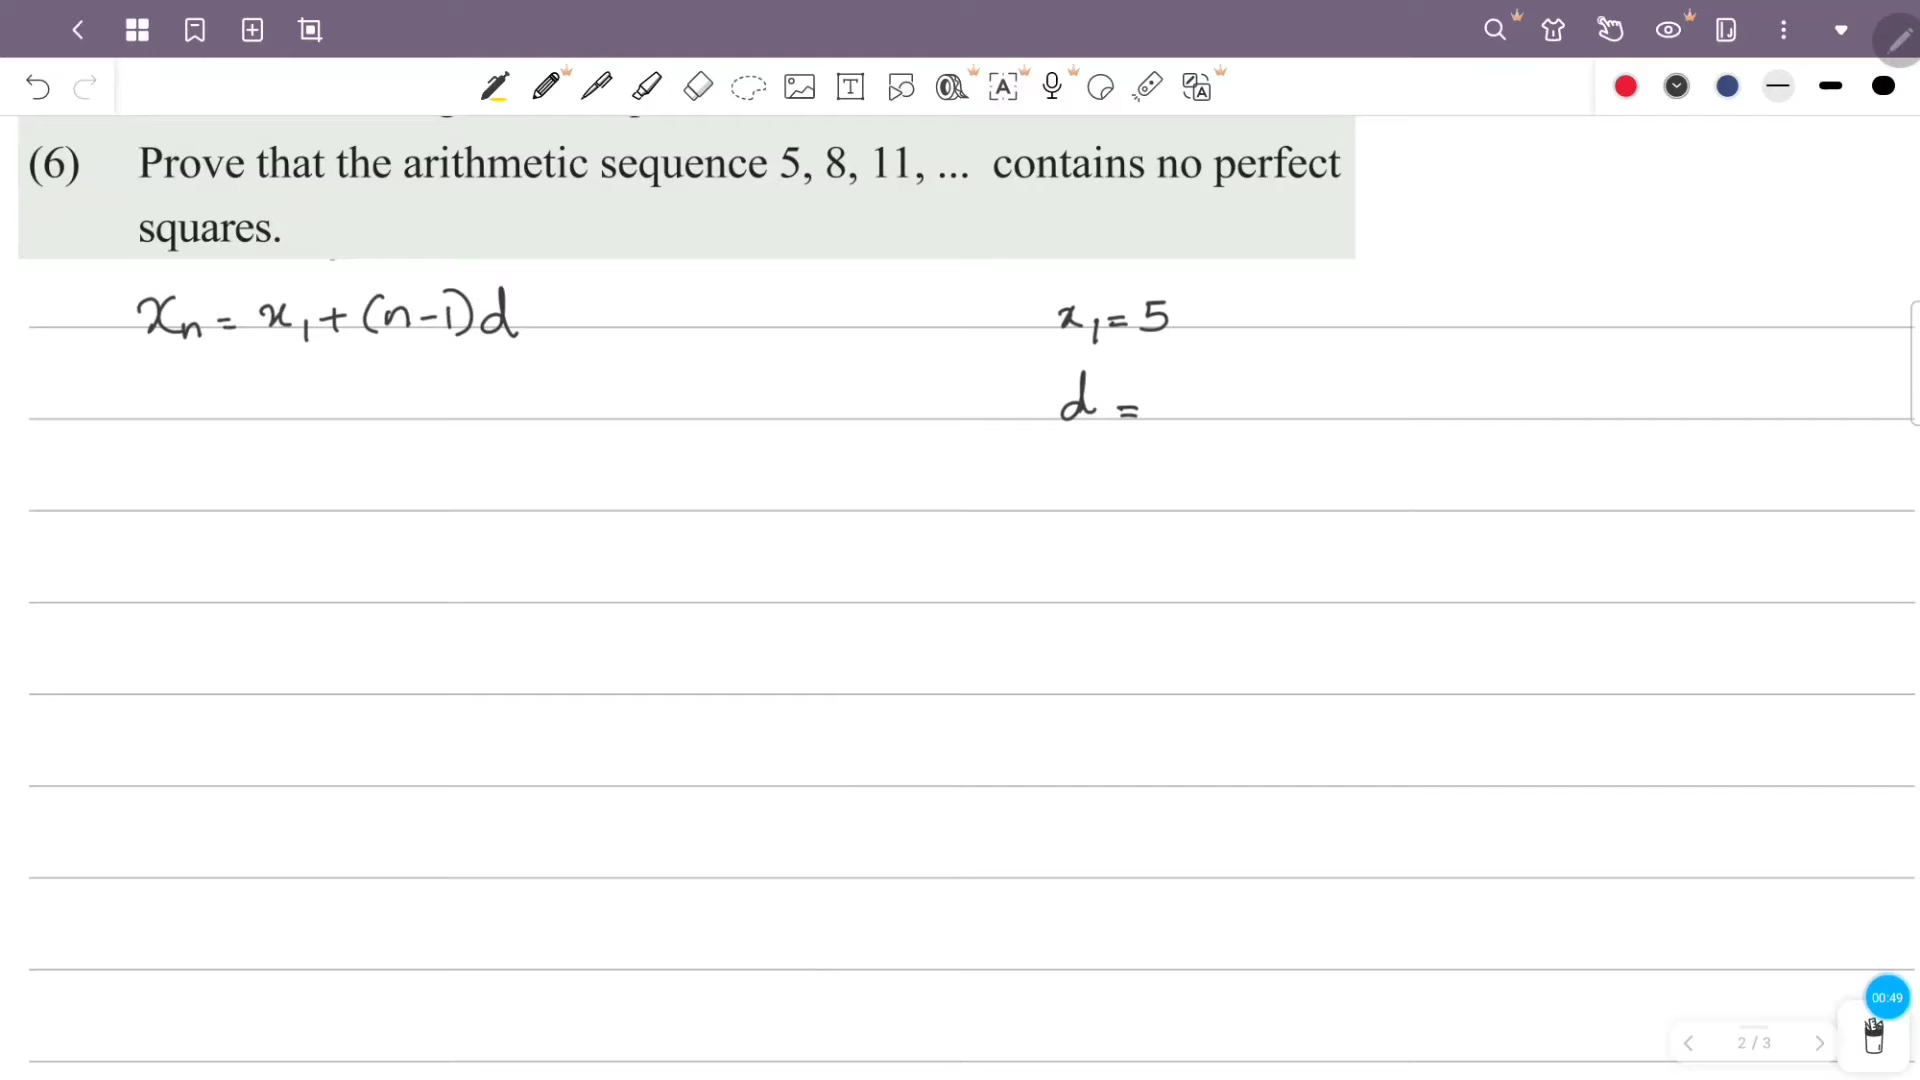 (6) Prove that the arithmetic sequence 5, 8, 11, ... contains no perfect
squares.
xₙ = x₁ + (n-1)d
x₁ = 5
d =
00:49
2 / 3